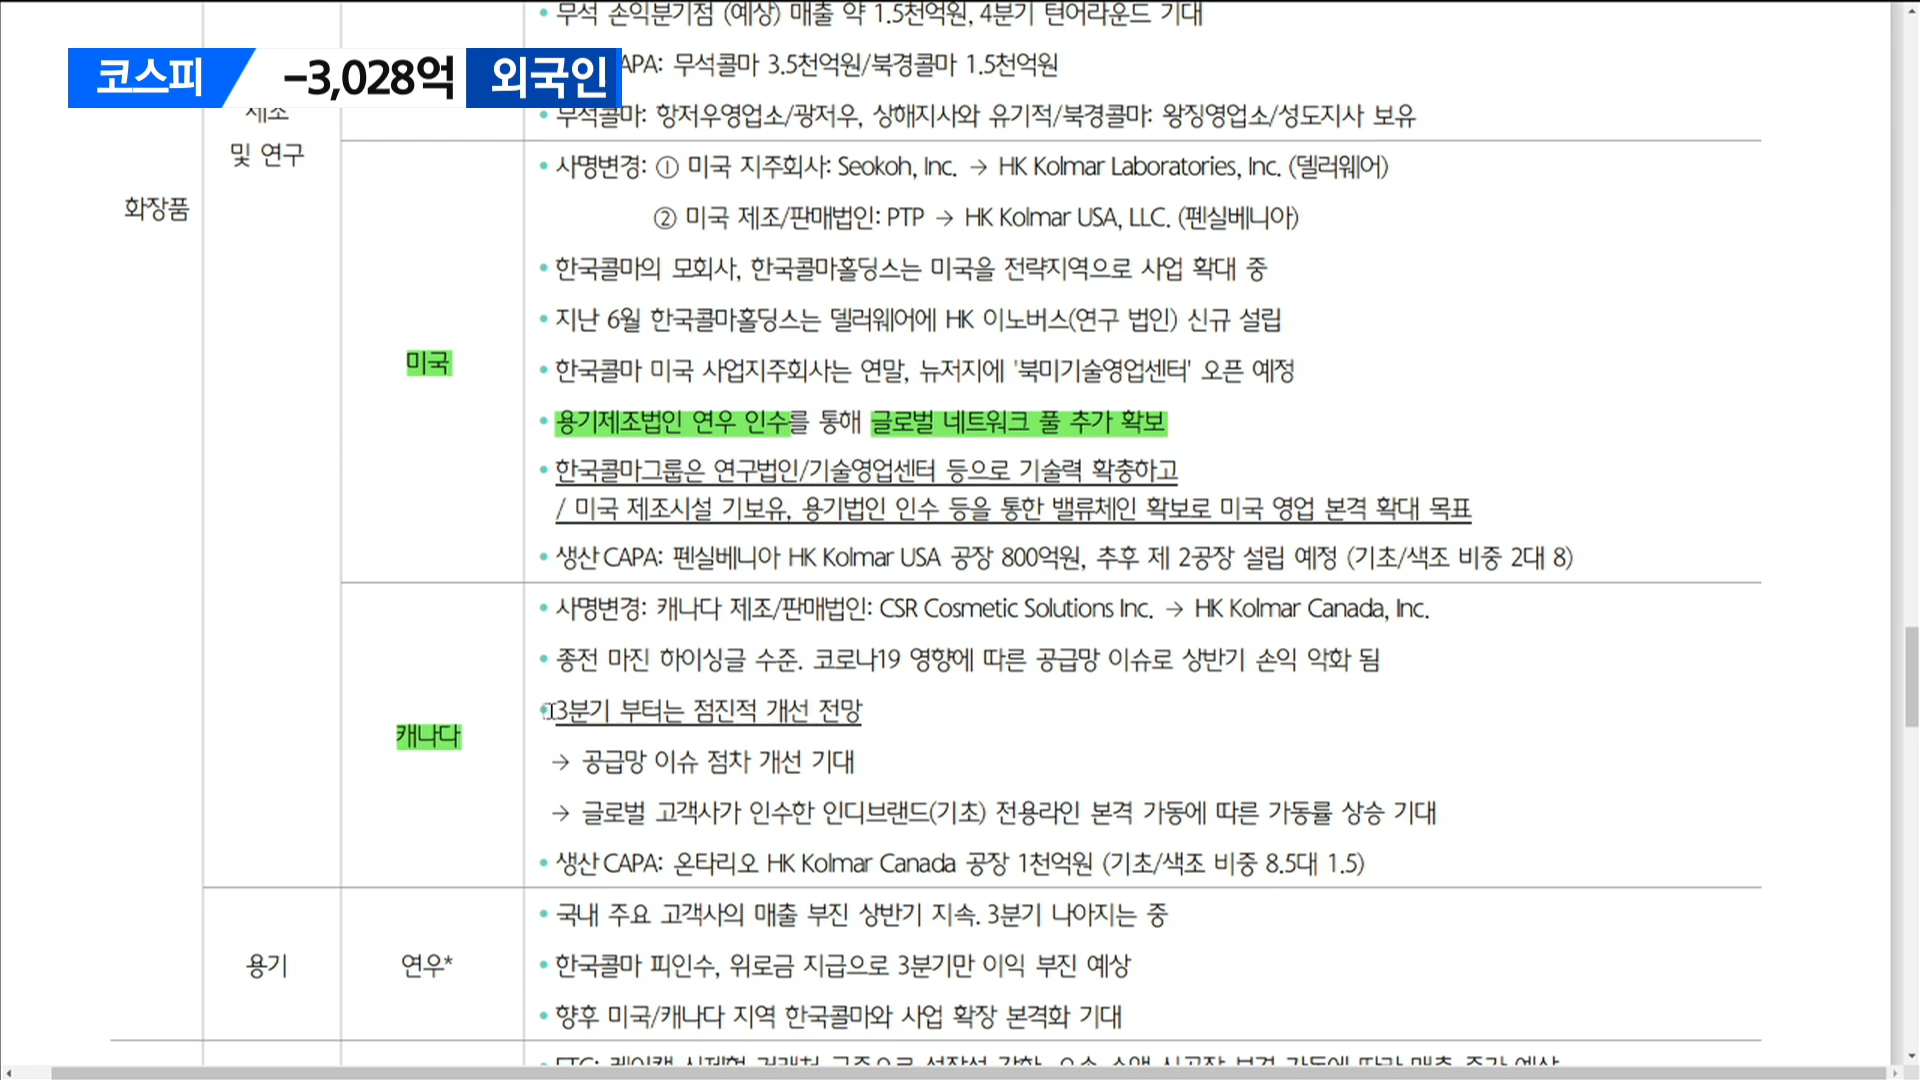 • 무석 손익분기점 (예상) 매출 약 1.5천억원, 4분기 턴어라운드 기대
코스피 -3,028억 외국인
CAPA: 무석콜마 3.5천억원/북경콜마 1.5천억원
• 무석콜마: 항저우영업소/광저우, 상해지사와 유기적/북경콜마: 왕징영업소/성도지사 보유
화장품
제조
및 연구
미국
• 사명변경: ① 미국 지주회사: Seokoh, Inc. → HK Kolmar Laboratories, Inc. (델러웨어)
② 미국 제조/판매법인: PTP → HK Kolmar USA, LLC. (펜실베니아)
• 한국콜마의 모회사, 한국콜마홀딩스는 미국을 전략지역으로 사업 확대 중
• 지난 6월 한국콜마홀딩스는 델러웨어에 HK 이노버스(연구 법인) 신규 설립
• 한국콜마 미국 사업지주회사는 연말, 뉴저지에 '북미기술영업센터' 오픈 예정
• 용기제조법인 연우 인수를 통해 글로벌 네트워크 풀 추가 확보
• 한국콜마그룹은 연구법인/기술영업센터 등으로 기술력 확충하고
/ 미국 제조시설 기보유, 용기법인 인수 등을 통한 밸류체인 확보로 미국 영업 본격 확대 목표
• 생산 CAPA: 펜실베니아 HK Kolmar USA 공장 800억원, 추후 제 2공장 설립 예정 (기초/색조 비중 2대 8)
캐나다
• 사명변경: 캐나다 제조/판매법인: CSR Cosmetic Solutions Inc. → HK Kolmar Canada, Inc.
• 종전 마진 하이싱글 수준. 코로나19 영향에 따른 공급망 이슈로 상반기 손익 악화 됨
• 3분기 부터는 점진적 개선 전망
→ 공급망 이슈 점차 개선 기대
→ 글로벌 고객사가 인수한 인디브랜드(기초) 전용라인 본격 가동에 따른 가동률 상승 기대
• 생산 CAPA: 온타리오 HK Kolmar Canada 공장 1천억원 (기초/색조 비중 8.5대 1.5)
용기
연우*
• 국내 주요 고객사의 매출 부진 상반기 지속. 3분기 나아지는 중
• 한국콜마 피인수, 위로금 지급으로 3분기만 이익 부진 예상
• 향후 미국/캐나다 지역 한국콜마와 사업 확장 본격화 기대